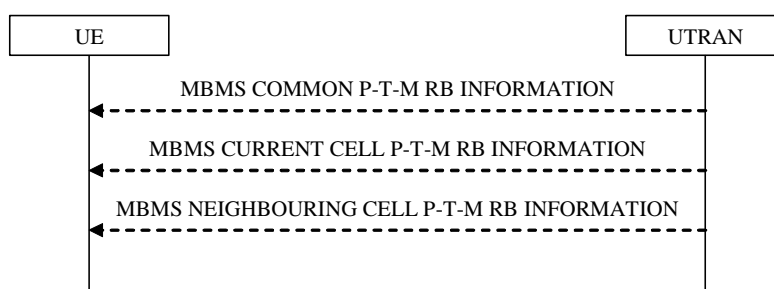 UE
UTRAN
MBMS COMMON P-T-M RB INFORMATION
MBMS CURRENT CELL P-T-M RB INFORMATION
MBMS NEIGHBOURING CELL P-T-M RB INFORMATION